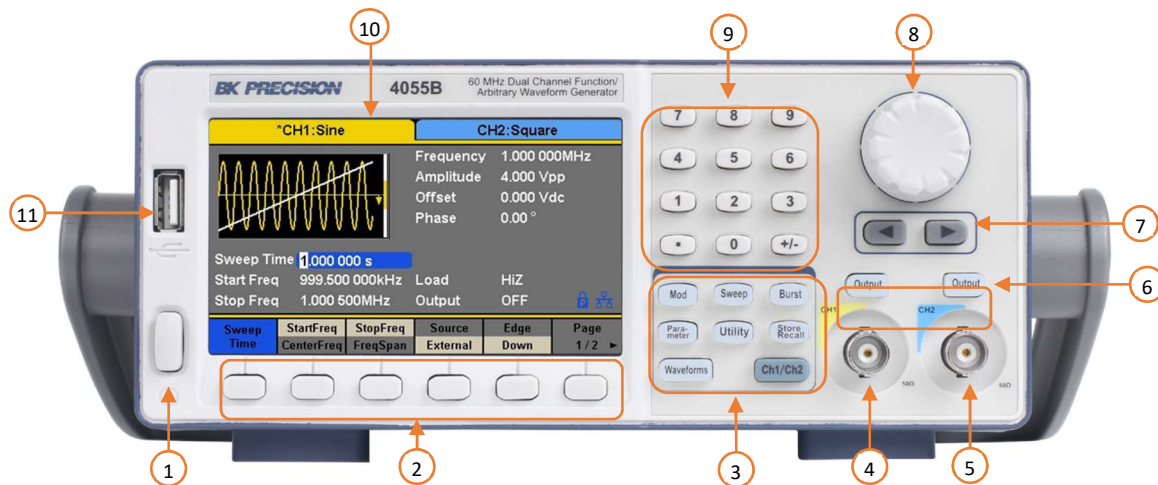 10
9
8
BK PRECISION 4055B 60 MHz Dual Channel Function/
Arbitrary Waveform Generator
*CH1:Sine CH2:Square
Frequency 1.000 000MHz
Amplitude 4.000 Vpp
Offset 0.000 Vdc
Phase 0.00 °
Sweep Time 1.000 000 s
Start Freq 999.500 000kHz Load HiZ
Stop Freq 1.000 500MHz Output OFF
Sweep Time
StartFreq CenterFreq
StopFreq FreqSpan
Source External
Edge Down
Page 1/2 ►
7 8 9
4 5 6
1 2 3
. 0 +/-
Mod Sweep Burst
Para-
meter
Utility
Store
Recall
Waveforms Ch1/Ch2
Output Output
CH1 CH2
50Ω 50Ω
11
7
6
1
2
3
4
5